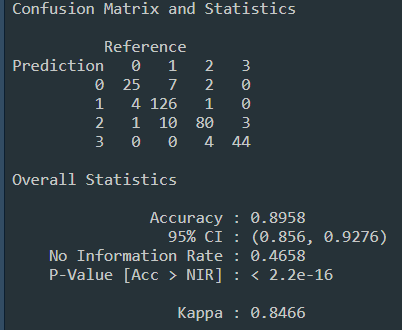 Confusion Matrix and Statistics
Reference
Prediction 0 1 2 3
0 25 7 2 0
1 4 126 1 0
2 1 10 80 3
3 0 0 4 44
Overall Statistics
Accuracy : 0.8958
95% CI : (0.856, 0.9276)
No Information Rate : 0.4658
P-Value [Acc > NIR] : < 2.2e-16
Kappa : 0.8466